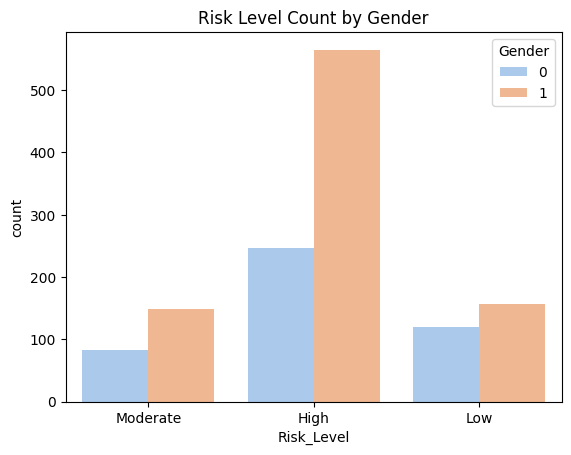 Risk Level Count by Gender
Gender
0
1
count
500
400
300
200
100
0
Moderate
High
Low
Risk_Level